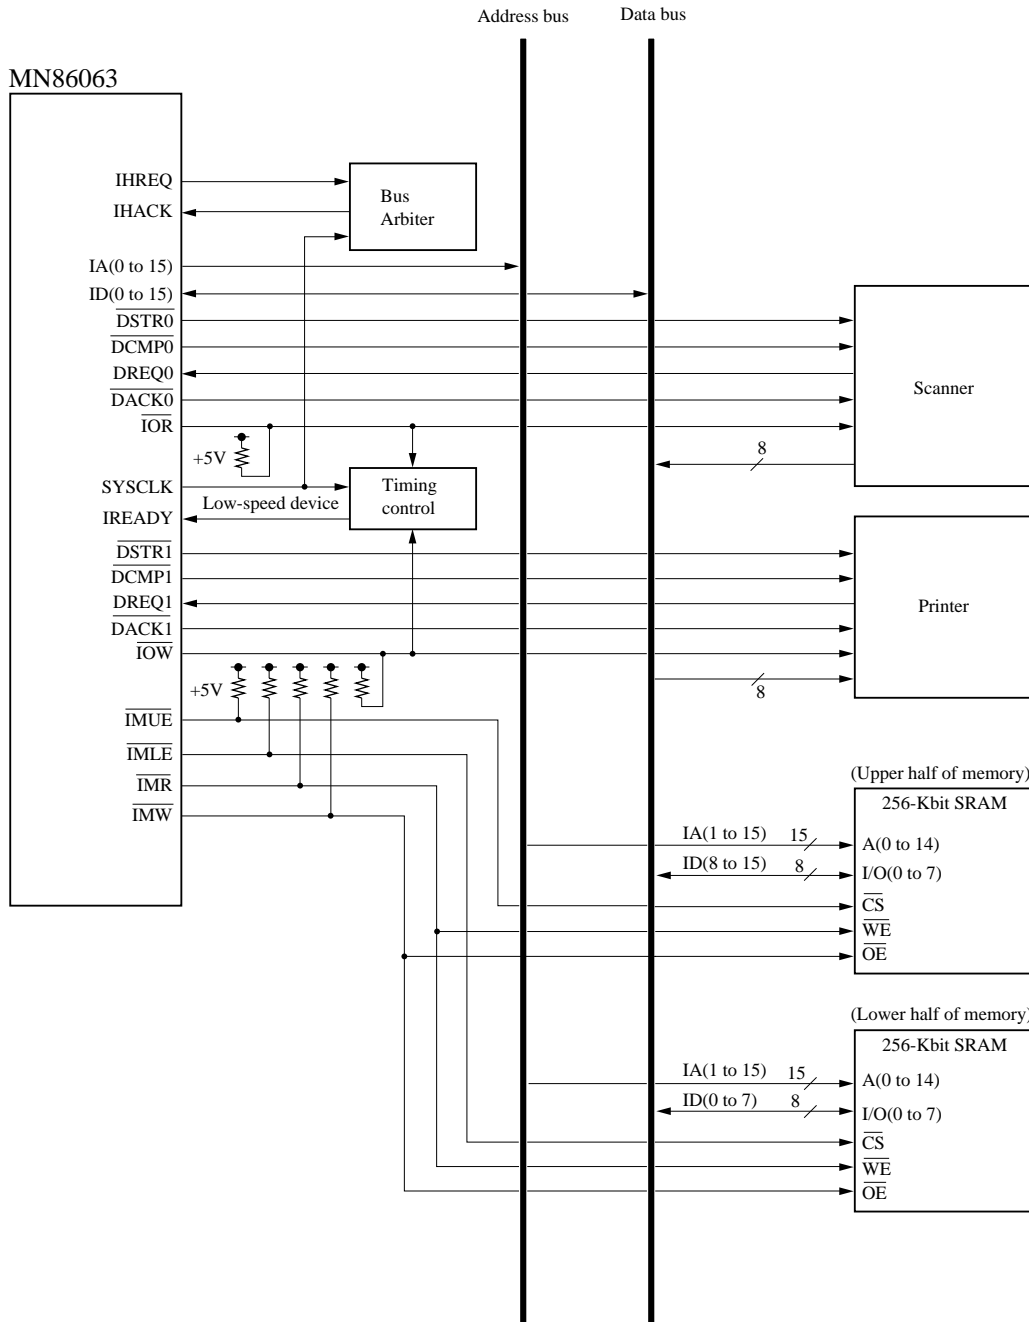 Address bus
Data bus
MN86063
IHREQ
IHACK
IA(0 to 15)
ID(0 to 15)
DSTR0
DCMP0
DREQ0
DACK0
IOR
+5V
SYSCLK
Low-speed device
IREADY
DSTR1
DCMP1
DREQ1
DACK1
IOW
+5V
IMUE
IMLE
IMR
IMW
Bus
Arbiter
Timing
control
Scanner
8
Printer
8
(Upper half of memory)
256-Kbit SRAM
IA(1 to 15) 15
A(0 to 14)
ID(8 to 15) 8
I/O(0 to 7)
CS
WE
OE
(Lower half of memory)
256-Kbit SRAM
IA(1 to 15) 15
A(0 to 14)
ID(0 to 7) 8
I/O(0 to 7)
CS
WE
OE